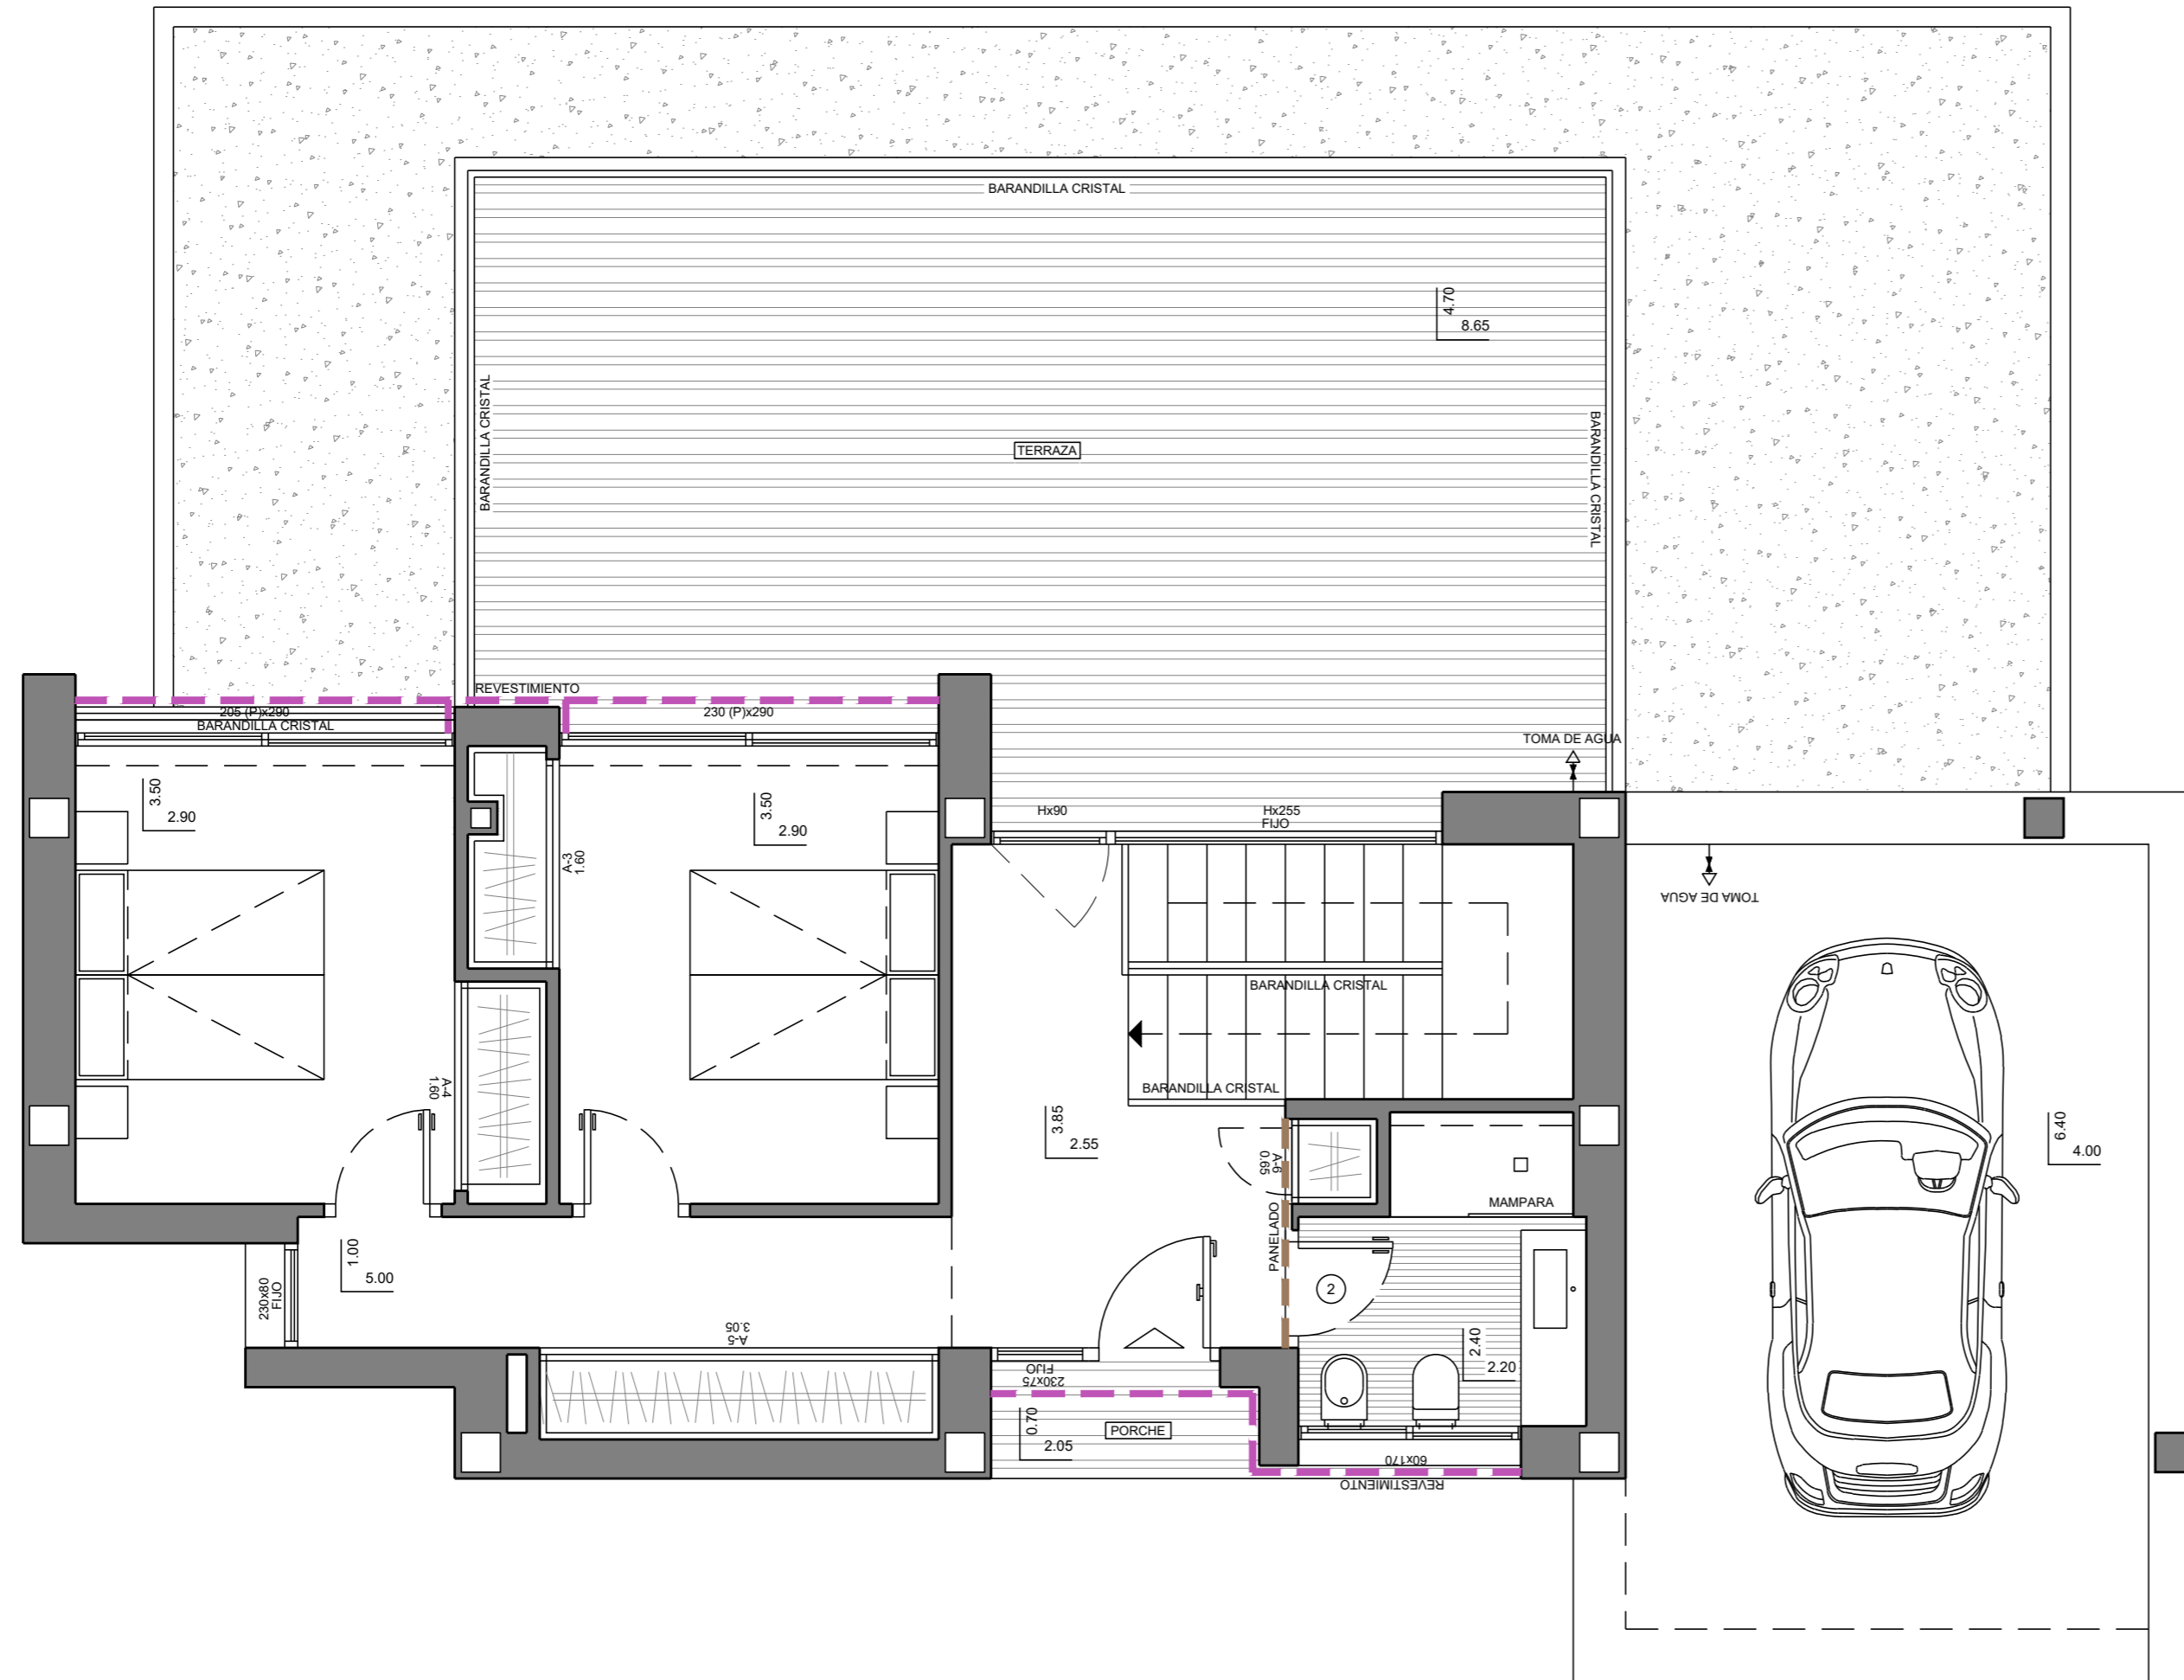 BARANDILLA CRISTAL
4.70
8.65
BARANDILLA CRISTAL
BARANDILLA CRISTAL
TERRAZA
REVESTIMIENTO
205 (P)x290
BARANDILLA CRISTAL
230 (P)x290
TOMA DE AGUA
3.50
2.90
3.50
2.90
Hx90
Hx255
FIJO
A-3
1.60
TOMA DE AGUA
BARANDILLA CRISTAL
A-4
1.60
BARANDILLA CRISTAL
3.85
2.55
A-6
0.65
6.40
4.00
MAMPARA
PANELADO
1.00
5.00
230x80
FIJO
2
A-5
3.05
2.40
2.20
230x75
FIJO
0.70
2.05
PORCHE
60x170
REVESTIMIENTO